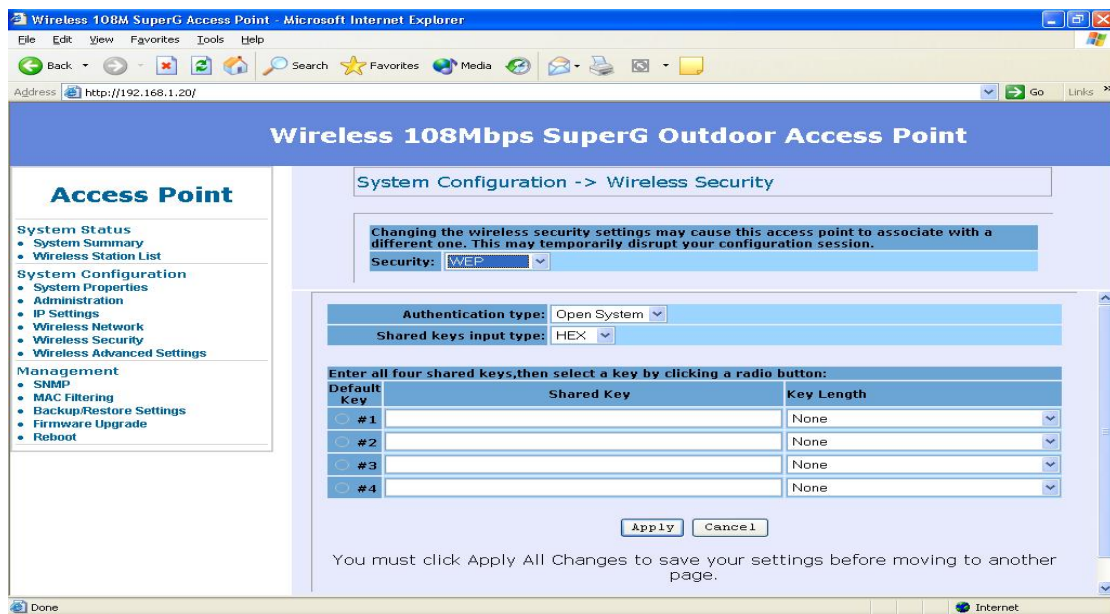 Wireless 108M SuperG Access Point - Microsoft Internet Explorer
File Edit View Favorites Tools Help
Back Search Favorites Media
Address http://192.168.1.20/ Go Links »
Wireless 108Mbps SuperG Outdoor Access Point
Access Point
System Status
System Summary
Wireless Station List
System Configuration
System Properties
Administration
IP Settings
Wireless Network
Wireless Security
Wireless Advanced Settings
Management
SNMP
MAC Filtering
Backup/Restore Settings
Firmware Upgrade
Reboot
System Configuration -> Wireless Security
Changing the wireless security settings may cause this access point to associate with a
different one. This may temporarily disrupt your configuration session.
Security: WEP
Authentication type: Open System
Shared keys input type: HEX
Enter all four shared keys,then select a key by clicking a radio button:
Default Key Shared Key Key Length
#1 None
#2 None
#3 None
#4 None
Apply Cancel
You must click Apply All Changes to save your settings before moving to another
page.
Done Internet